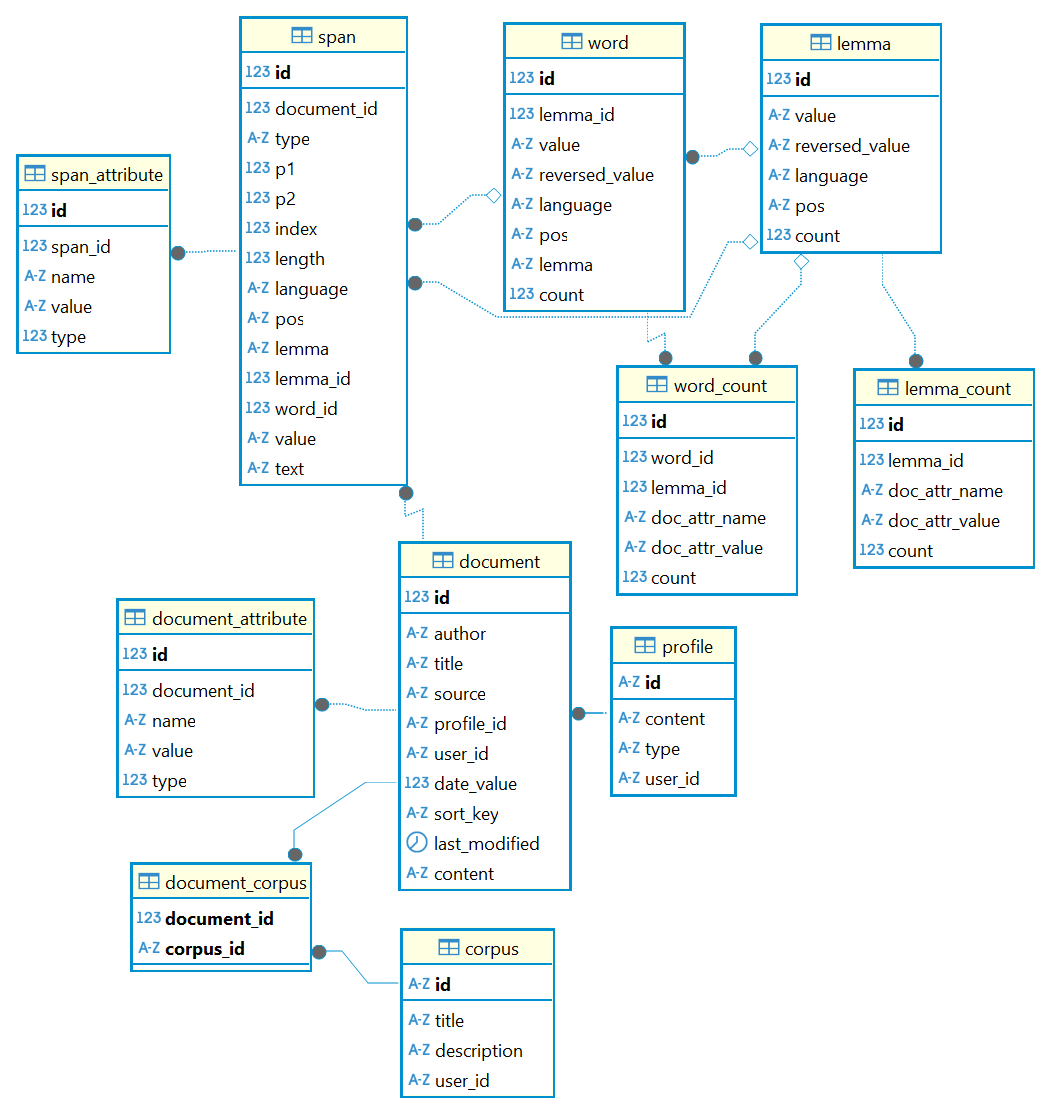 span
123 id
123 document_id
A-Z type
123 p1
123 p2
123 index
123 length
A-Z language
A-Z pos
A-Z lemma
123 lemma_id
123 word_id
A-Z value
A-Z text
word
123 id
123 lemma_id
A-Z value
A-Z reversed_value
A-Z language
A-Z pos
A-Z lemma
123 count
lemma
123 id
A-Z value
A-Z reversed_value
A-Z language
A-Z pos
123 count
span_attribute
123 id
123 span_id
A-Z name
A-Z value
123 type
word_count
123 id
123 word_id
123 lemma_id
A-Z doc_attr_name
A-Z doc_attr_value
123 count
lemma_count
123 id
123 lemma_id
A-Z doc_attr_name
A-Z doc_attr_value
123 count
document
123 id
A-Z author
A-Z title
A-Z source
A-Z profile_id
A-Z user_id
123 date_value
A-Z sort_key
last_modified
A-Z content
document_attribute
123 id
123 document_id
A-Z name
A-Z value
123 type
profile
A-Z id
A-Z content
A-Z type
A-Z user_id
document_corpus
123 document_id
A-Z corpus_id
corpus
A-Z id
A-Z title
A-Z description
A-Z user_id